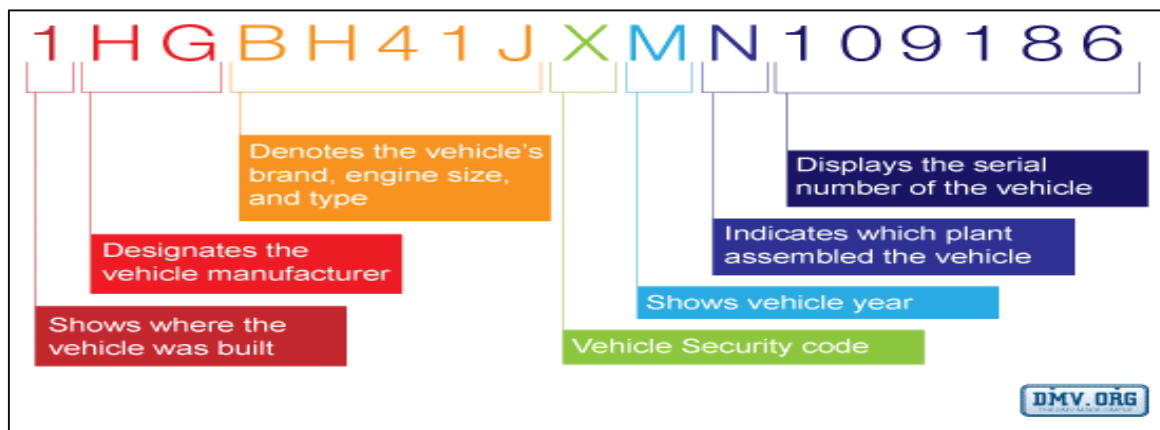 1HGBH41JXMN109186
Denotes the vehicle's
brand, engine size,
and type
Displays the serial
number of the vehicle
Designates the
vehicle manufacturer
Indicates which plant
assembled the vehicle
Shows where the
vehicle was built
Shows vehicle year
Vehicle Security code
DMV.ORG